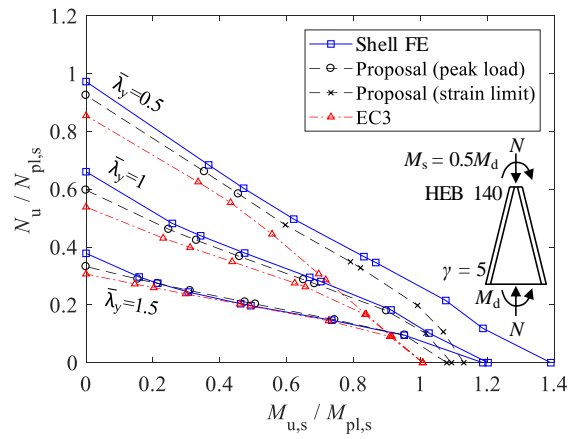 1.2
1
0.8
0.6
0.4
0.2
0
0
0.2
0.4
0.6
0.8
1
1.2
1.4
N_u / N_pl,s
M_u,s / M_pl,s
λ̄_y=0.5
λ̄_y=1
λ̄_y=1.5
Shell FE
Proposal (peak load)
Proposal (strain limit)
EC3
N
M_s = 0.5M_d
HEB 140
γ = 5
M_d
N